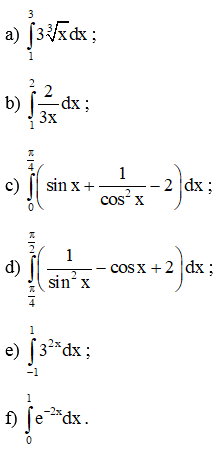 a) $\int_{1}^{3} 3\sqrt[3]{x}\,dx$ ;
b) $\int_{1}^{2} \frac{2}{3x}\,dx$ ;
c) $\int_{0}^{\frac{\pi}{4}} \left( \sin x + \frac{1}{\cos^2 x} - 2 \right) dx$ ;
d) $\int_{\frac{\pi}{4}}^{\frac{\pi}{2}} \left( \frac{1}{\sin^2 x} - \cos x + 2 \right) dx$ ;
e) $\int_{-1}^{1} 3^{2x}\,dx$ ;
f) $\int_{0}^{1} e^{-2x}\,dx$ .